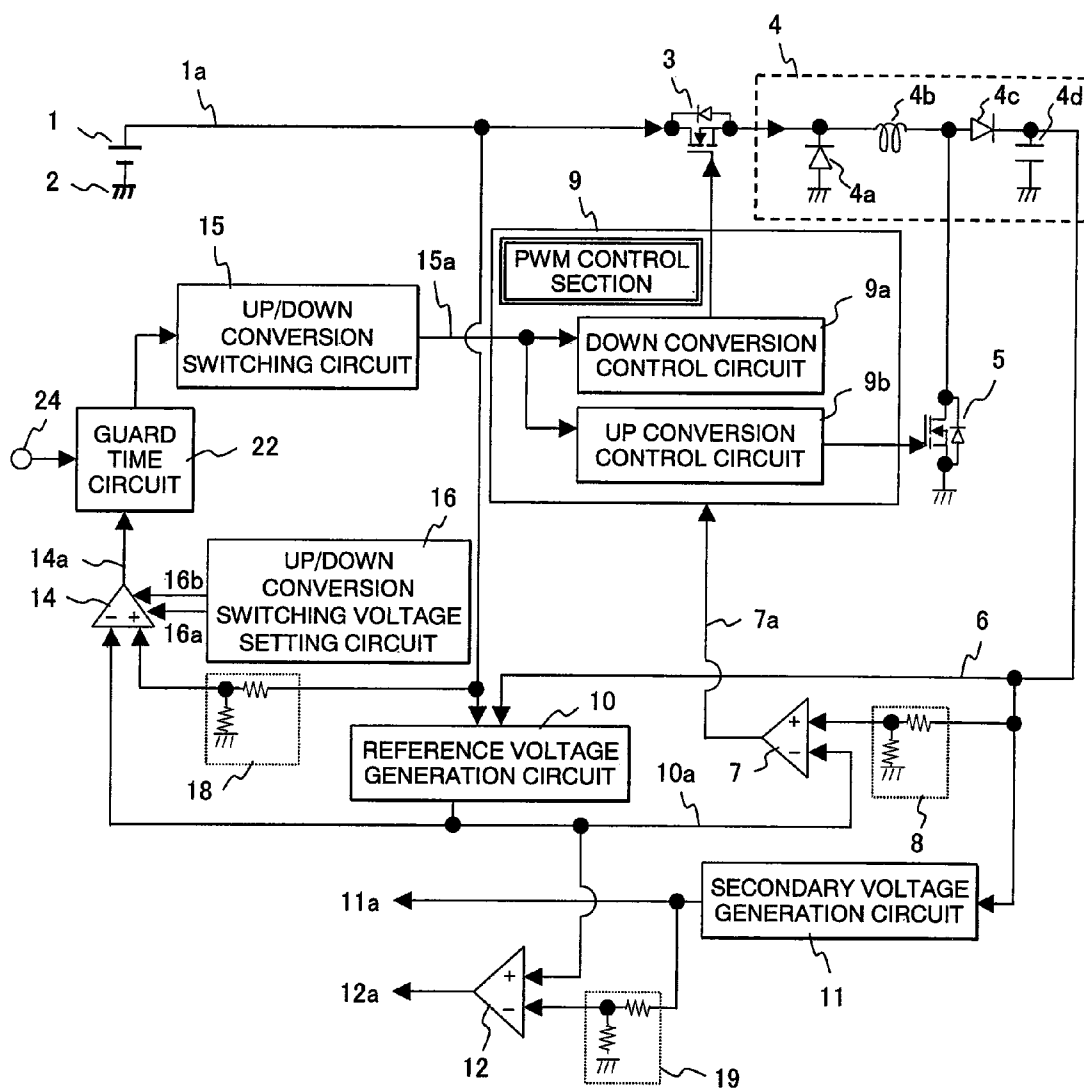 4
1a
3
4b
4c
4d
1
2
4a
9
15
15a
PWM CONTROL
SECTION
9a
UP/DOWN
CONVERSION
SWITCHING CIRCUIT
DOWN CONVERSION
CONTROL CIRCUIT
9b
5
24
GUARD
TIME
CIRCUIT
22
UP CONVERSION
CONTROL CIRCUIT
16
14a
16b
UP/DOWN
CONVERSION
SWITCHING VOLTAGE
SETTING CIRCUIT
14
- +
16a
7a
6
10
REFERENCE VOLTAGE
GENERATION CIRCUIT
+
−
7
18
10a
8
11a
SECONDARY VOLTAGE
GENERATION CIRCUIT
11
+
−
12a
12
19